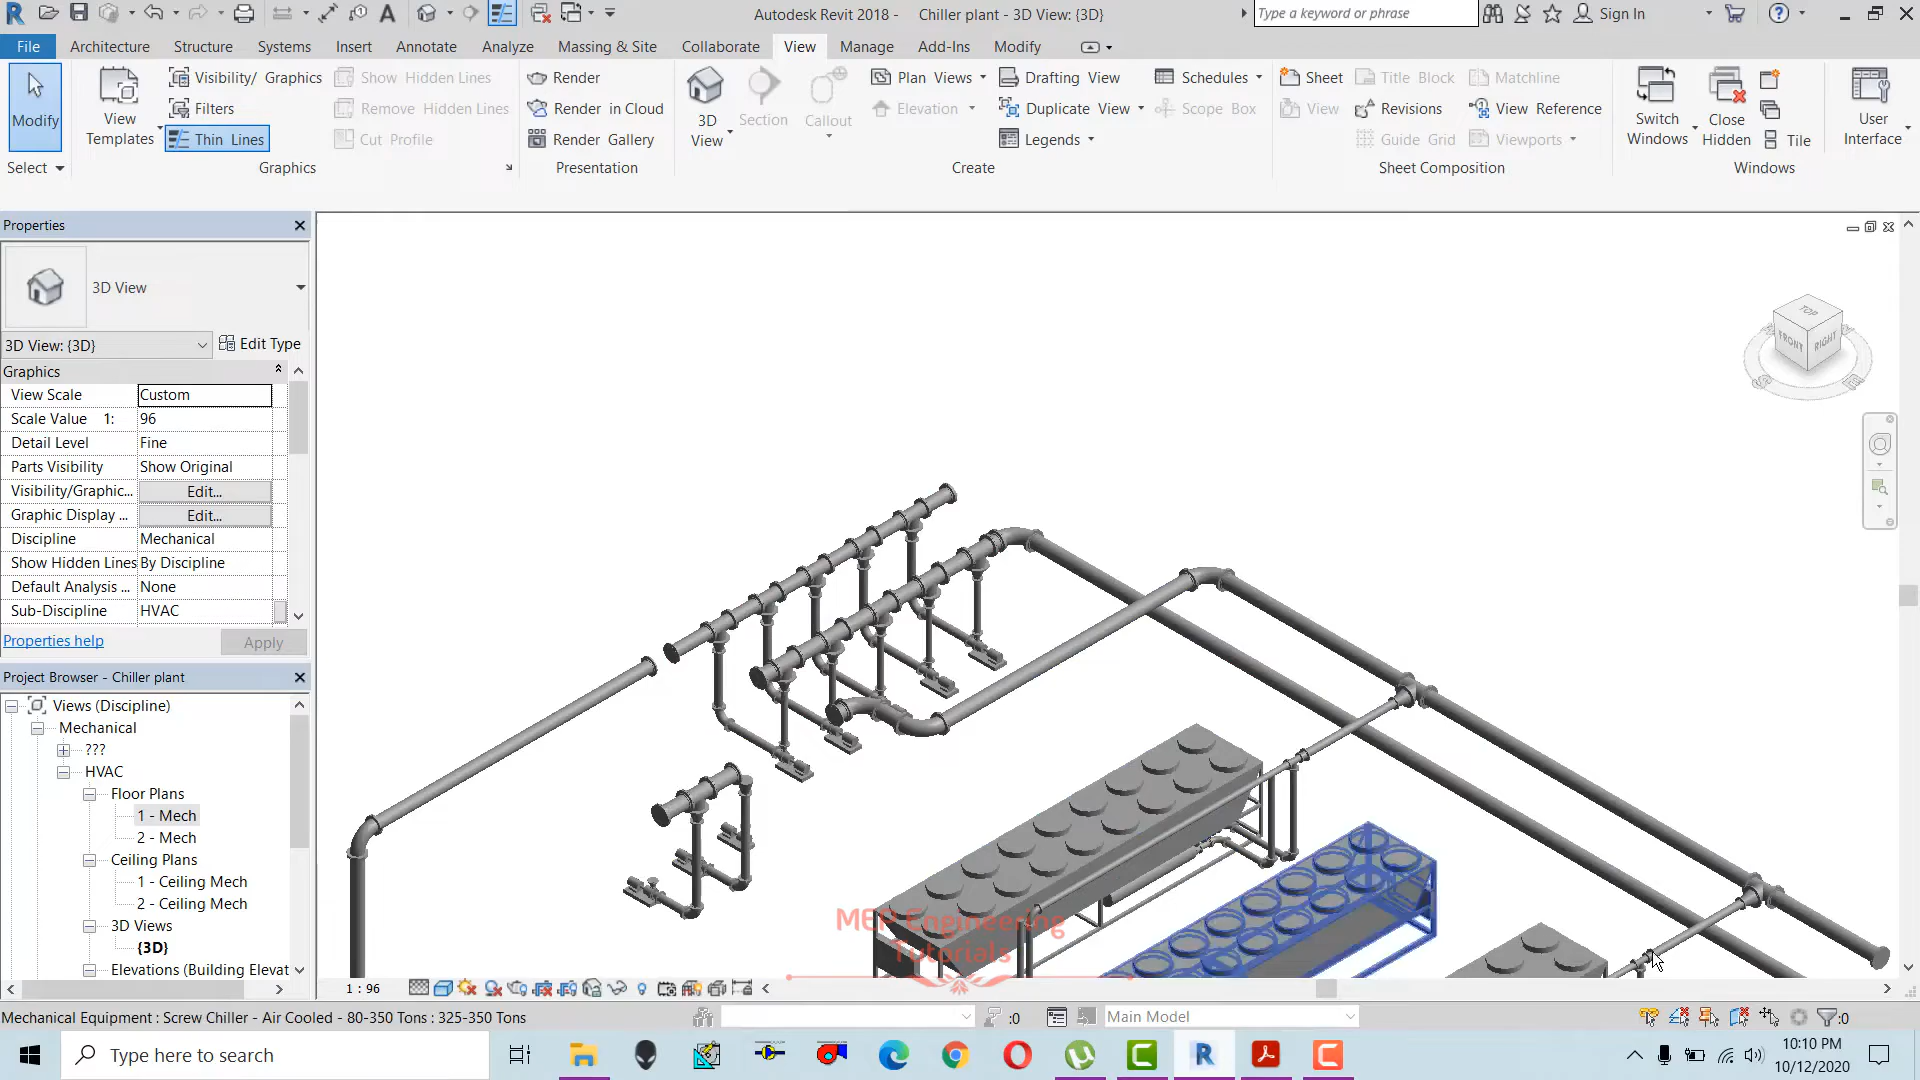 Autodesk Revit 2018 - Chiller plant - 3D View: {3D}
Type a keyword or phrase
Sign In
File Architecture Structure Systems Insert Annotate Analyze Massing & Site Collaborate View Manage Add-Ins Modify
Modify
View Templates
Visibility/ Graphics
Filters
Thin Lines
Show Hidden Lines
Remove Hidden Lines
Cut Profile
Render
Render in Cloud
Render Gallery
3D View
Section
Callout
Plan Views
Elevation
Drafting View
Duplicate View
Legends
Schedules
Scope Box
Sheet
View
Title Block
Revisions
Guide Grid
Matchline
View Reference
Viewports
Switch Windows
Close Hidden
Tile
User Interface
Select Graphics Presentation Create Sheet Composition Windows
Properties
3D View
3D View: {3D} Edit Type
Graphics
View Scale Custom
Scale Value 1: 96
Detail Level Fine
Parts Visibility Show Original
Visibility/Graphic... Edit...
Graphic Display ... Edit...
Discipline Mechanical
Show Hidden Lines By Discipline
Default Analysis ... None
Sub-Discipline HVAC
Properties help Apply
Project Browser - Chiller plant
Views (Discipline)
Mechanical
???
HVAC
Floor Plans
1 - Mech
2 - Mech
Ceiling Plans
1 - Ceiling Mech
2 - Ceiling Mech
3D Views
{3D}
Elevations (Building Elevat
TOP
FRONT
RIGHT
S
E
MEP Engineering
Tutorials
1 : 96
Mechanical Equipment : Screw Chiller - Air Cooled - 80-350 Tons : 325-350 Tons
:0
Main Model
:0
Type here to search
10:10 PM
10/12/2020